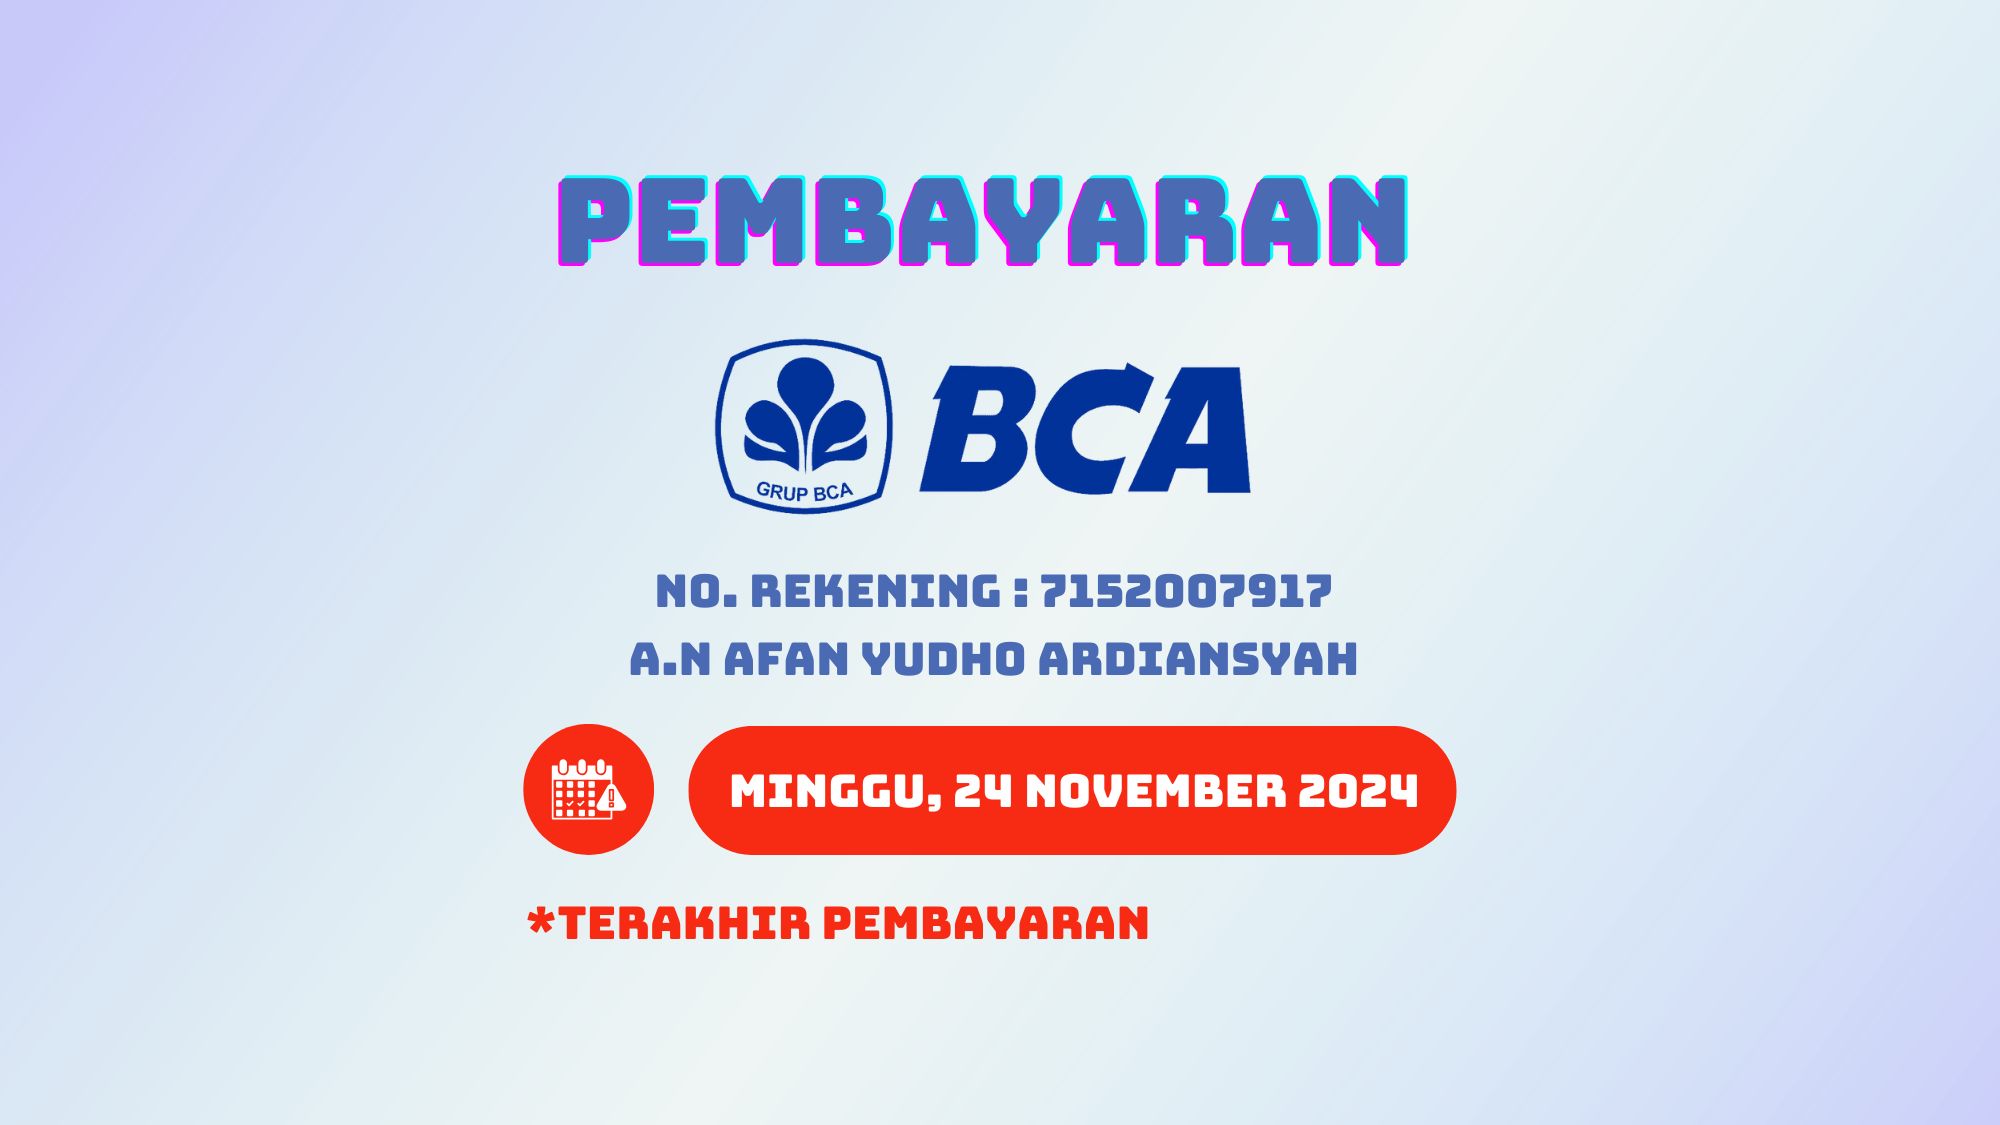 PEMBAYARAN
GRUP BCA
BCA
NO. REKENING : 7152007917
A.N AFAN YUDHO ARDIANSYAH
MINGGU, 24 NOVEMBER 2024
*TERAKHIR PEMBAYARAN